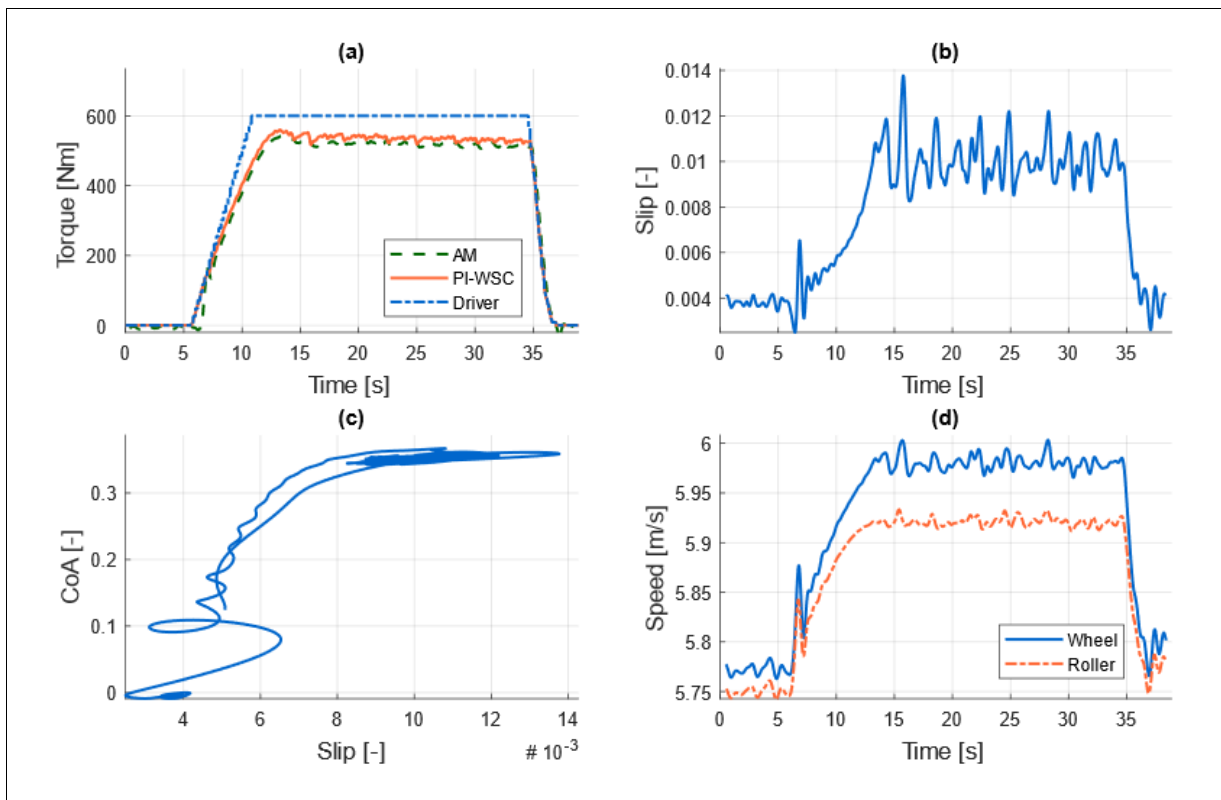 (a)
600
400
200
0
Torque [Nm]
AM
PI-WSC
Driver
0 5 10 15 20 25 30 35
Time [s]
(b)
0.014
0.012
0.01
0.008
0.006
0.004
Slip [-]
0 5 10 15 20 25 30 35
Time [s]
(c)
0.3
0.2
0.1
0
CoA [-]
4 6 8 10 12 14
Slip [-]
# 10-3
(d)
6
5.95
5.9
5.85
5.8
5.75
Speed [m/s]
Wheel
Roller
0 5 10 15 20 25 30 35
Time [s]